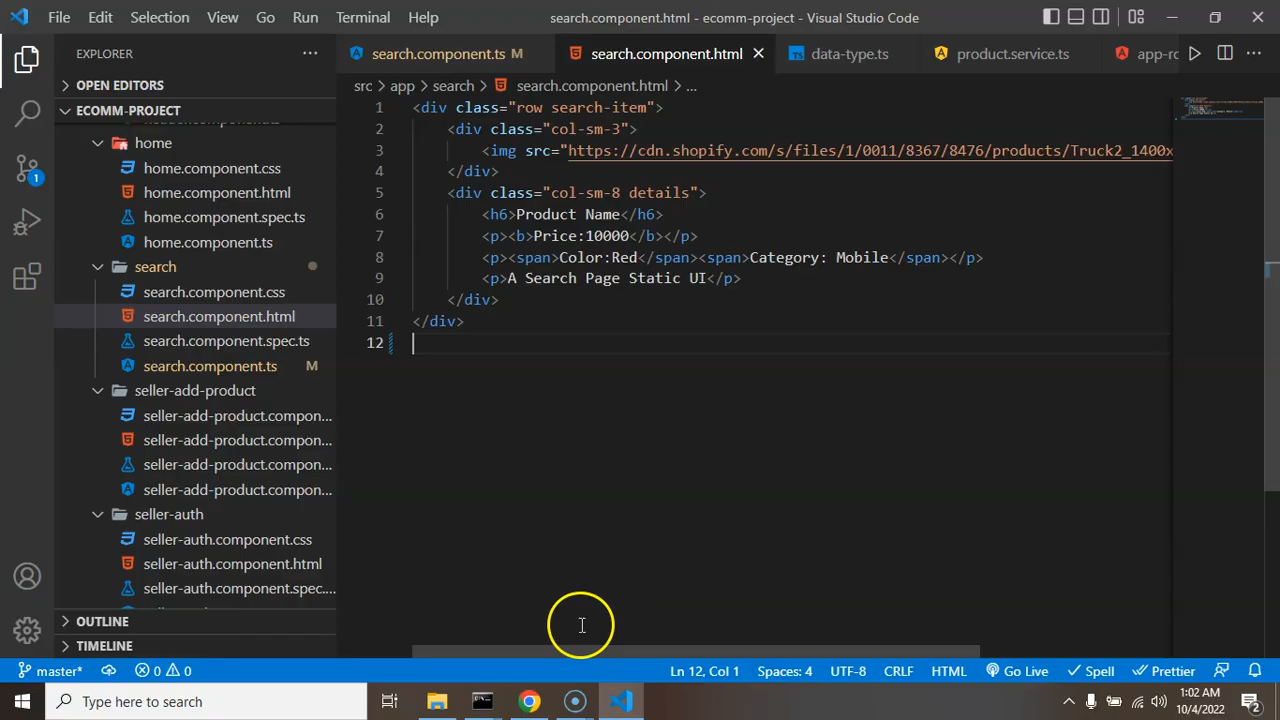 File Edit Selection View Go Run Terminal Help
search.component.html - ecomm-project - Visual Studio Code
EXPLORER
search.component.ts M
search.component.html
data-type.ts
product.service.ts
app-ro
OPEN EDITORS
src > app > search > search.component.html > ...
ECOMM-PROJECT
home
home.component.css
home.component.html
home.component.spec.ts
home.component.ts
search
search.component.css
search.component.html
search.component.spec.ts
search.component.ts M
seller-add-product
seller-add-product.compon...
seller-add-product.compon...
seller-add-product.compon...
seller-add-product.compon...
seller-auth
seller-auth.component.css
seller-auth.component.html
seller-auth.component.spec....
OUTLINE
TIMELINE
1 <div class="row search-item">
2 <div class="col-sm-3">
3 <img src="https://cdn.shopify.com/s/files/1/0011/8367/8476/products/Truck2_1400x
4 </div>
5 <div class="col-sm-8 details">
6 <h6>Product Name</h6>
7 <p><b>Price:10000</b></p>
8 <p><span>Color:Red</span><span>Category: Mobile</span></p>
9 <p>A Search Page Static UI</p>
10 </div>
11 </div>
12
1
master* 0 0 Ln 12, Col 1 Spaces: 4 UTF-8 CRLF HTML Go Live Spell Prettier
Type here to search
1:02 AM
10/4/2022
2